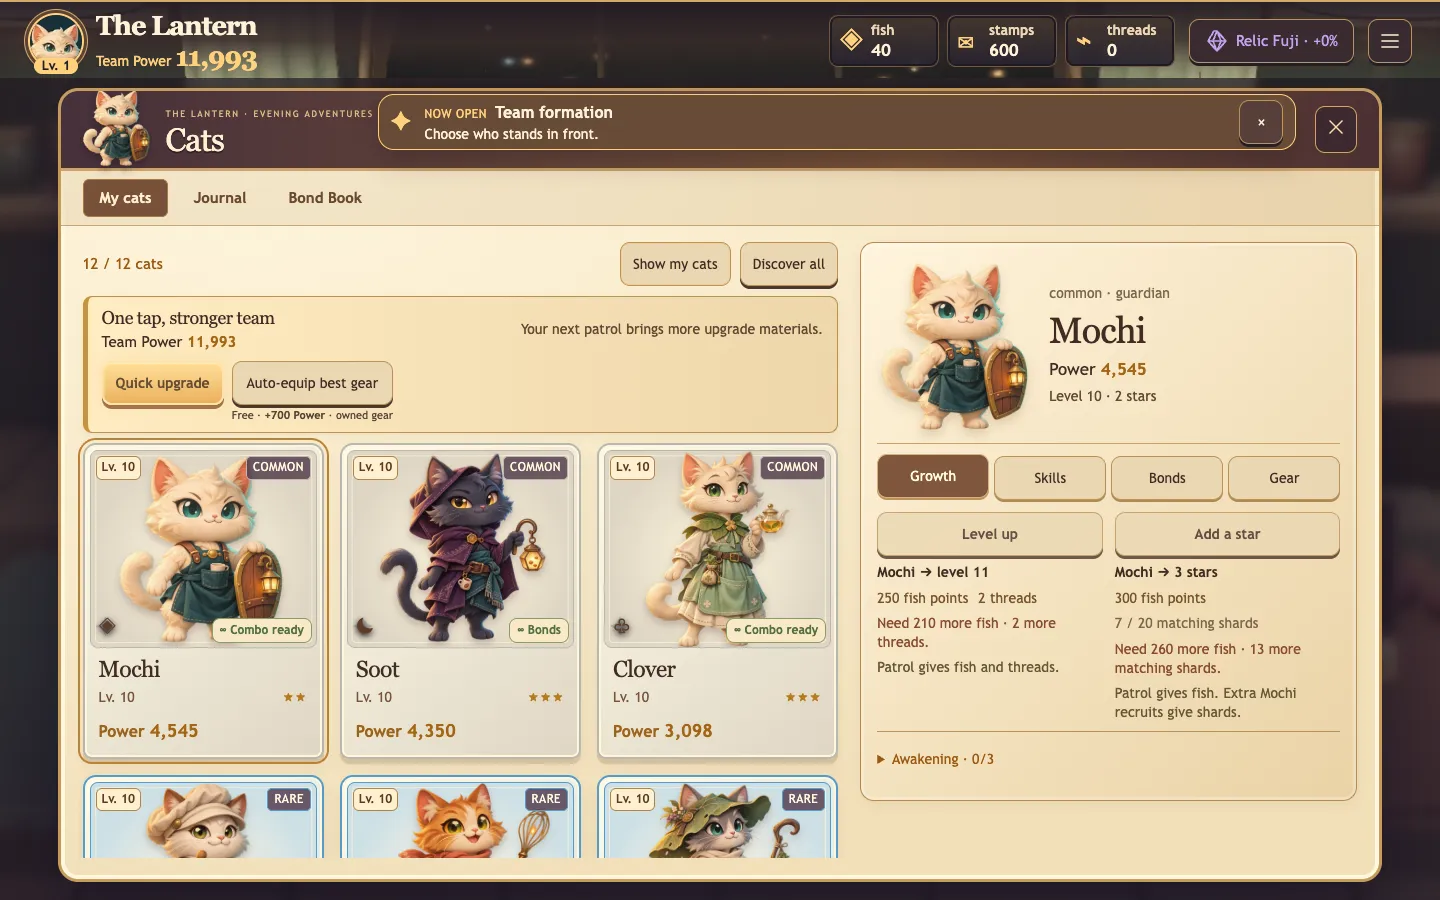 The Lantern
Lv. 1
Team Power 11,993
fish
40
stamps
600
threads
0
Relic Fuji · +0%
THE LANTERN · EVENING ADVENTURES
Cats
NOW OPEN Team formation
Choose who stands in front.
×
My cats
Journal
Bond Book
12 / 12 cats
Show my cats
Discover all
One tap, stronger team
Team Power 11,993
Your next patrol brings more upgrade materials.
Quick upgrade
Auto-equip best gear
Free · +700 Power · owned gear
Lv. 10
COMMON
∞ Combo ready
Mochi
Lv. 10
★★
Power 4,545
Lv. 10
COMMON
∞ Bonds
Soot
Lv. 10
★★★
Power 4,350
Lv. 10
COMMON
∞ Combo ready
Clover
Lv. 10
★★★
Power 3,098
Lv. 10
RARE
Lv. 10
RARE
Lv. 10
RARE
common · guardian
Mochi
Power 4,545
Level 10 · 2 stars
Growth
Skills
Bonds
Gear
Level up
Mochi → level 11
250 fish points 2 threads
Need 210 more fish · 2 more
threads.
Patrol gives fish and threads.
Add a star
Mochi → 3 stars
300 fish points
7 / 20 matching shards
Need 260 more fish · 13 more
matching shards.
Patrol gives fish. Extra Mochi
recruits give shards.
▶ Awakening · 0/3